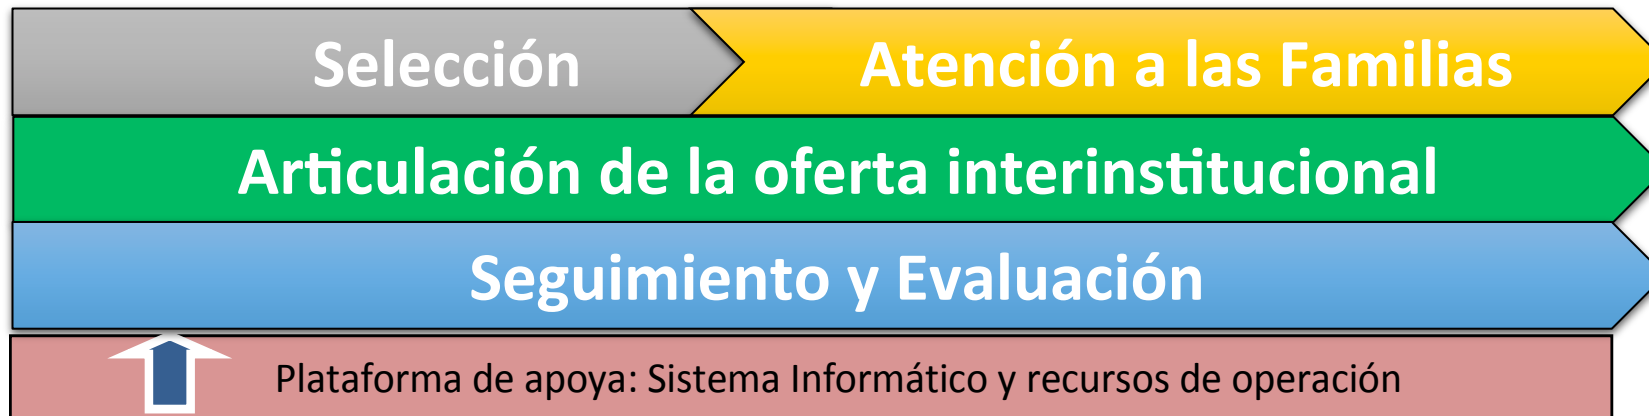 Selección
Atención a las Familias
Articulación de la oferta interinstitucional
Seguimiento y Evaluación
Plataforma de apoya: Sistema Informático y recursos de operación